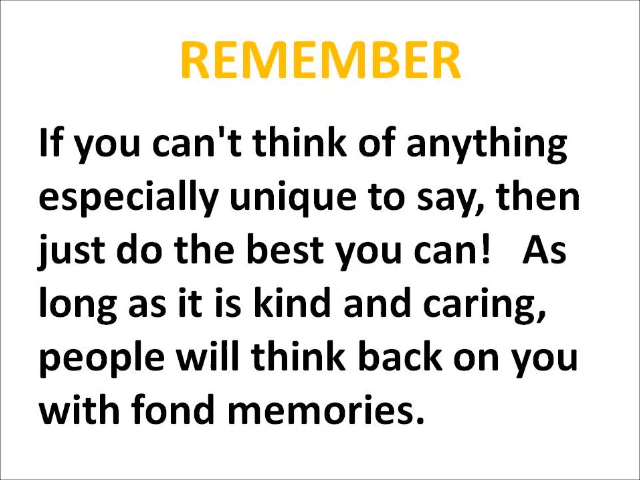 REMEMBER
If you can't think of anything
especially unique to say, then
just do the best you can!   As
long as it is kind and caring,
people will think back on you
with fond memories.